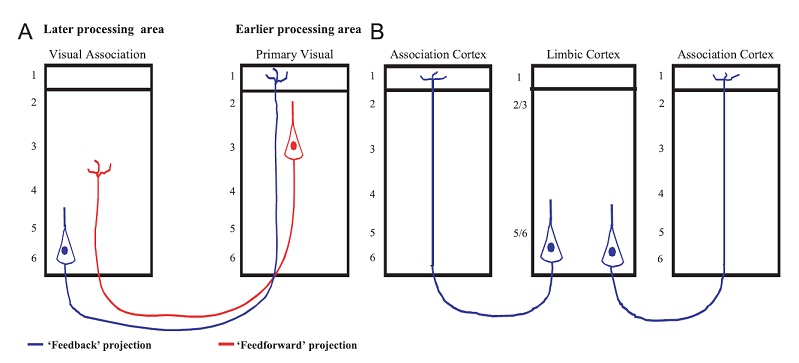 A
Later processing area
Earlier processing area
B
Visual Association
Primary Visual
Association Cortex
Limbic Cortex
Association Cortex
1
2
3
4
5
6
1
2
3
4
5
6
1
2
3
4
5
6
1
2/3
5/6
1
2
3
4
5
6
'Feedback' projection
'Feedforward' projection